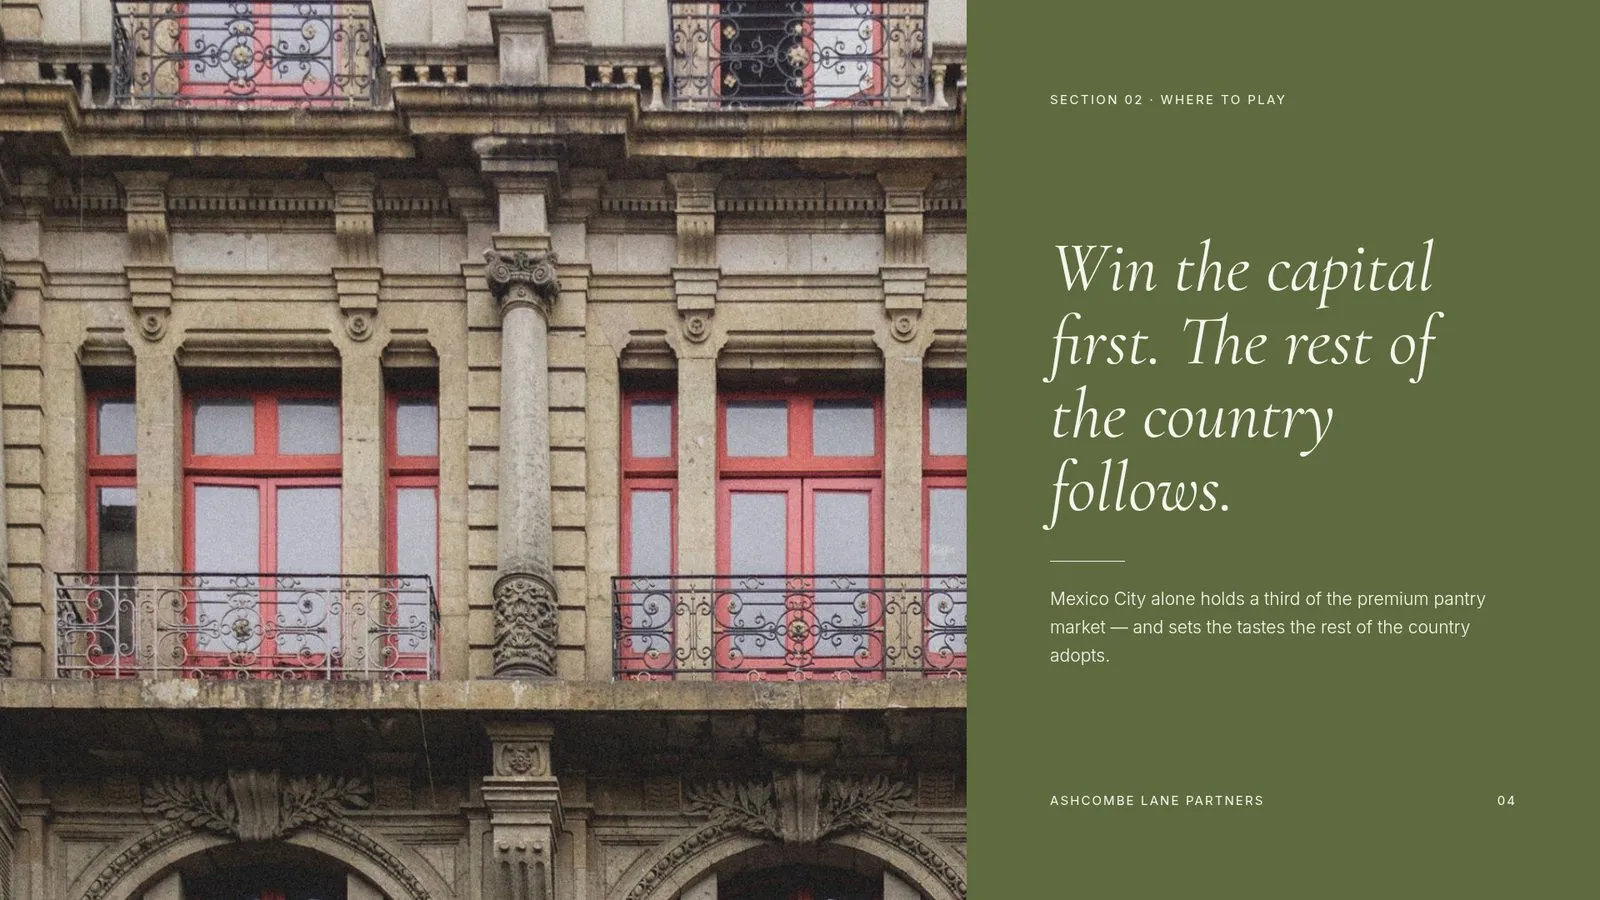 SECTION 02 · WHERE TO PLAY
Win the capital
first. The rest of
the country
follows.
Mexico City alone holds a third of the premium pantry
market — and sets the tastes the rest of the country
adopts.
ASHCOMBE LANE PARTNERS
04